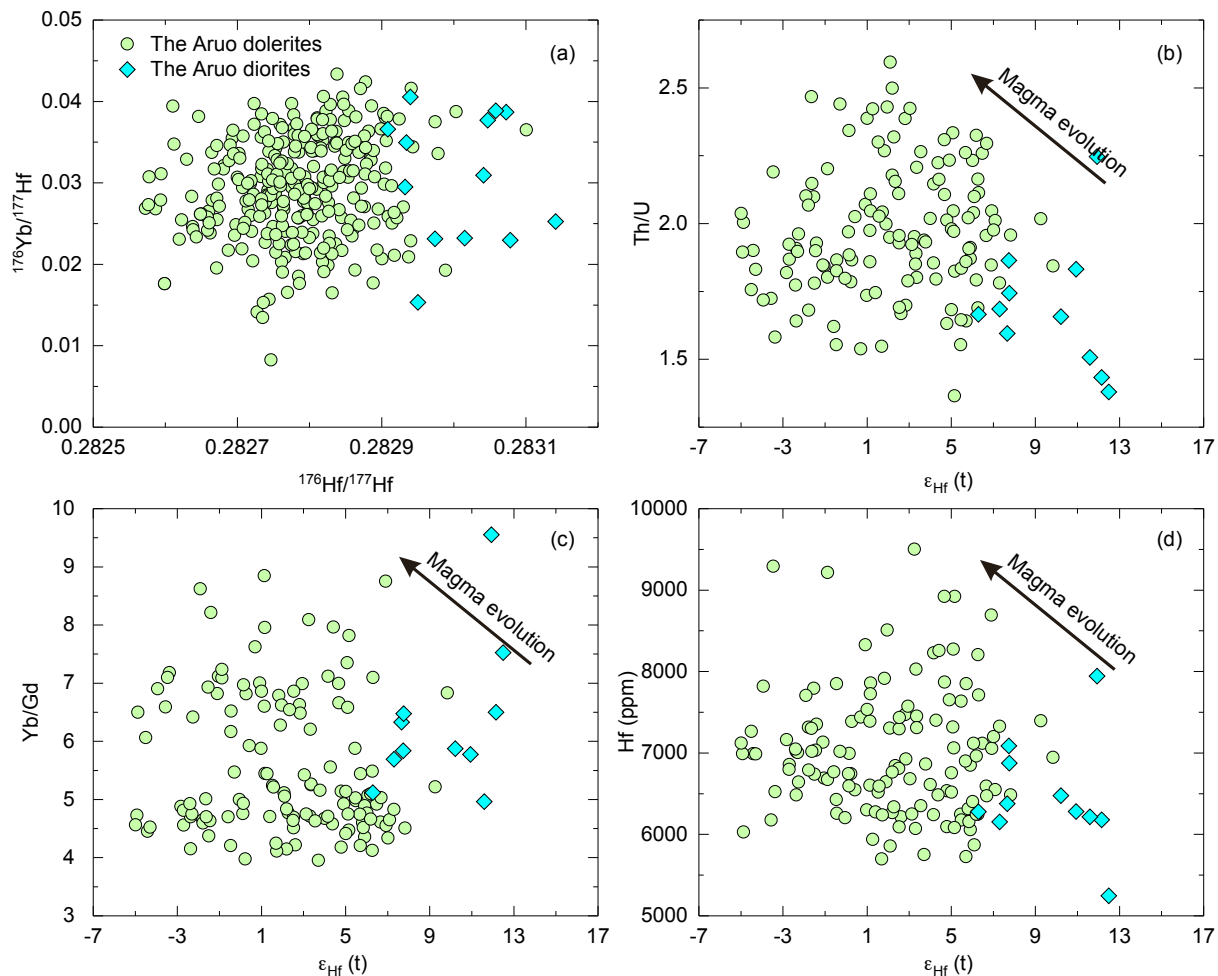 0.05
0.04
0.03
0.02
0.01
0.00
¹⁷⁶Yb/¹⁷⁷Hf
The Aruo dolerites
The Aruo diorites
(a)
0.2825
0.2827
0.2829
0.2831
¹⁷⁶Hf/¹⁷⁷Hf
2.5
2.0
1.5
Th/U
Magma evolution
(b)
-7
-3
1
5
9
13
17
εHf (t)
10
9
8
7
6
5
4
3
Yb/Gd
Magma evolution
(c)
-7
-3
1
5
9
13
17
εHf (t)
10000
9000
8000
7000
6000
5000
Hf (ppm)
Magma evolution
(d)
-7
-3
1
5
9
13
17
εHf (t)